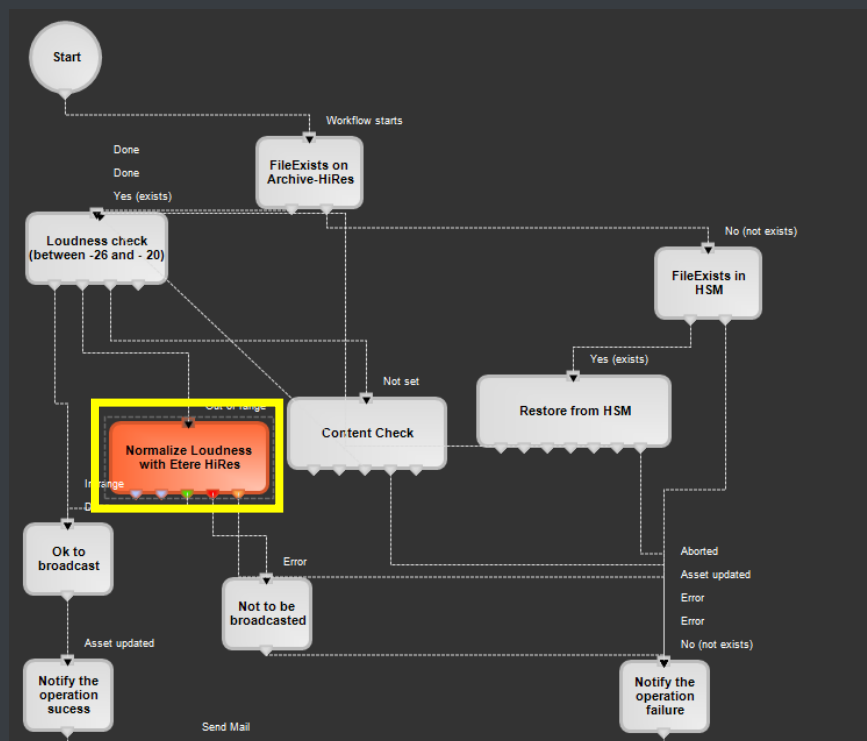 Start
Workflow starts
FileExists on
Archive-HiRes
Done
Done
Yes (exists)
Loudness check
(between -26 and - 20)
No (not exists)
FileExists in
HSM
Yes (exists)
Not set
Restore from HSM
Out of range
Content Check
Normalize Loudness
with Etere HiRes
In range
Ok to
broadcast
Error
Aborted
Asset updated
Not to be
broadcasted
Error
Error
Asset updated
No (not exists)
Notify the
operation
sucess
Notify the
operation
failure
Send Mail